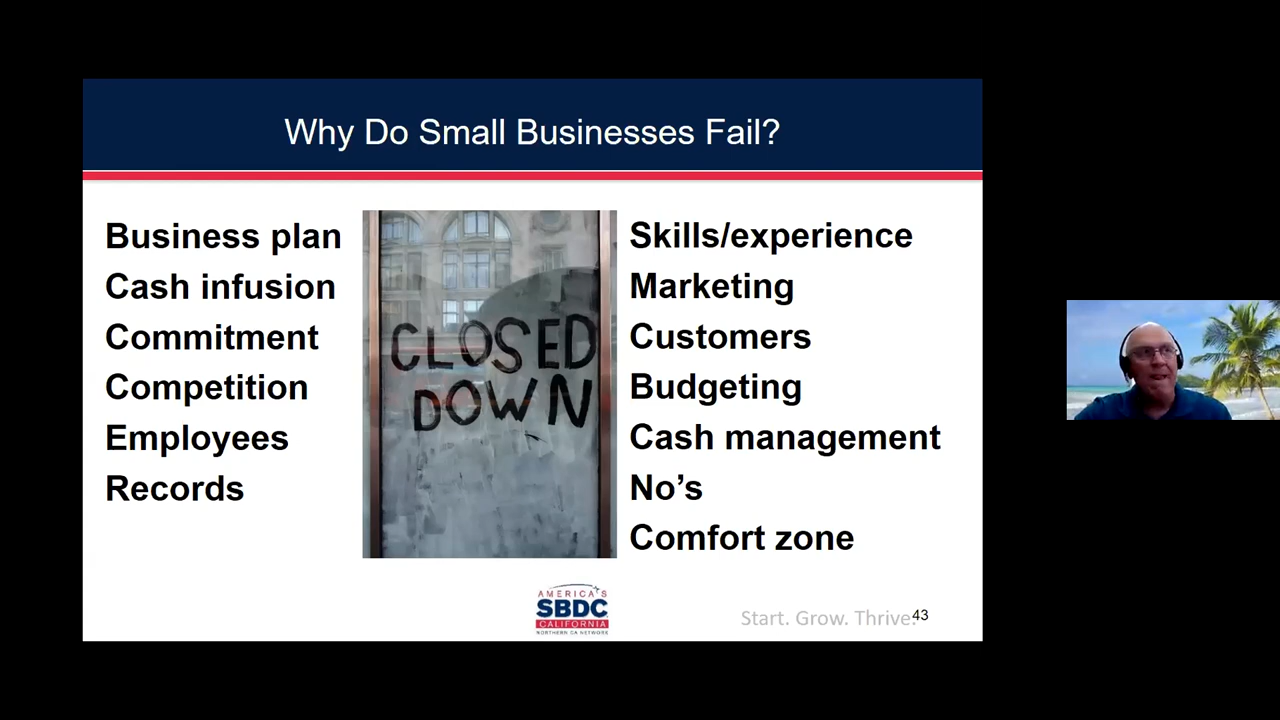 Why Do Small Businesses Fail?
Business plan
Cash infusion
Commitment
Competition
Employees
Records
CLOSED
DOWN
Skills/experience
Marketing
Customers
Budgeting
Cash management
No's
Comfort zone
AMERICA'S
SBDC
CALIFORNIA
NORTHERN CA NETWORK
Start. Grow. Thrive.
43